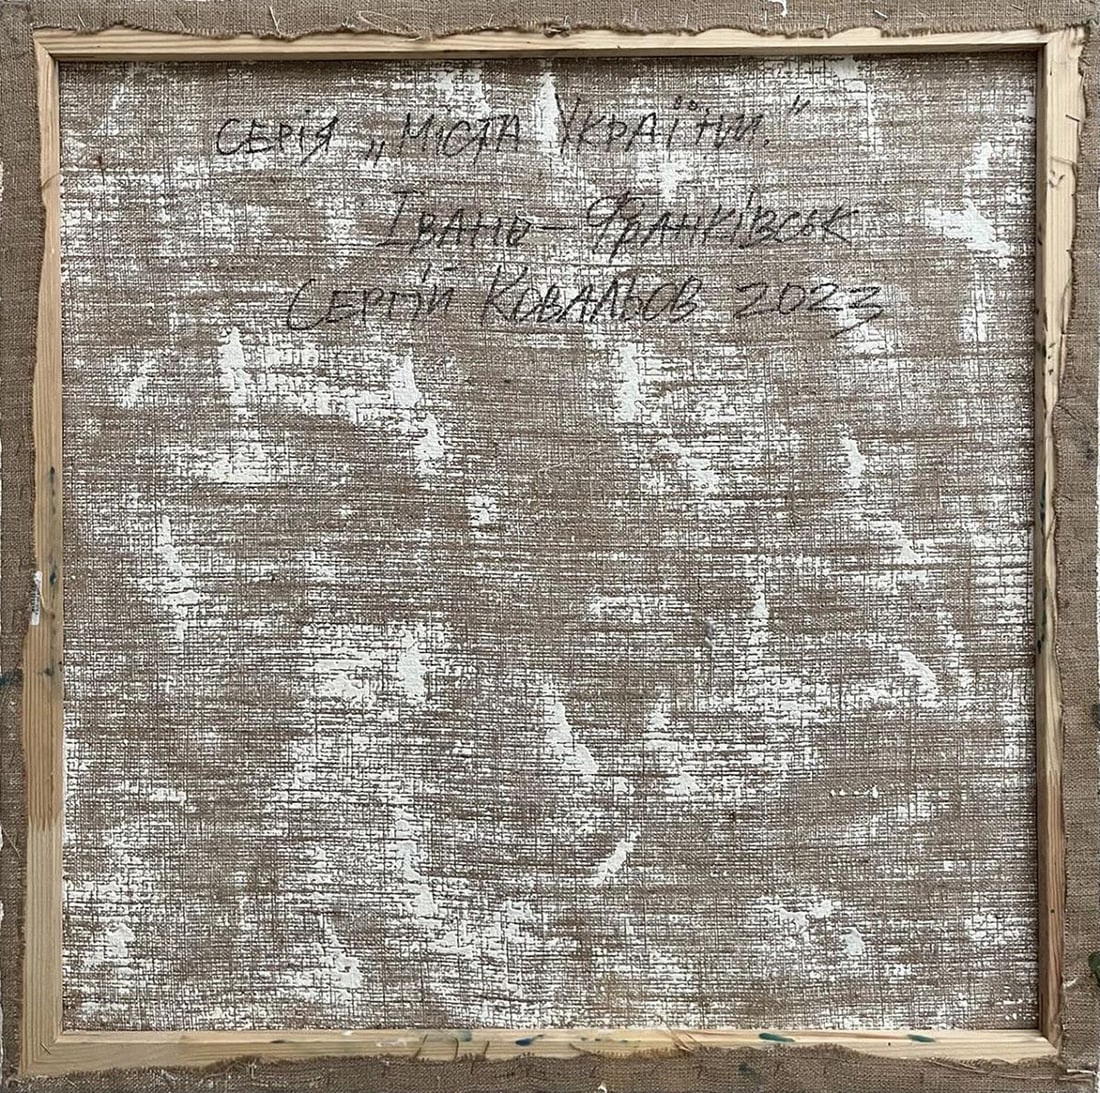 Серія „Міста України."
Івано-Франківськ
Сергій Ковальов 2023